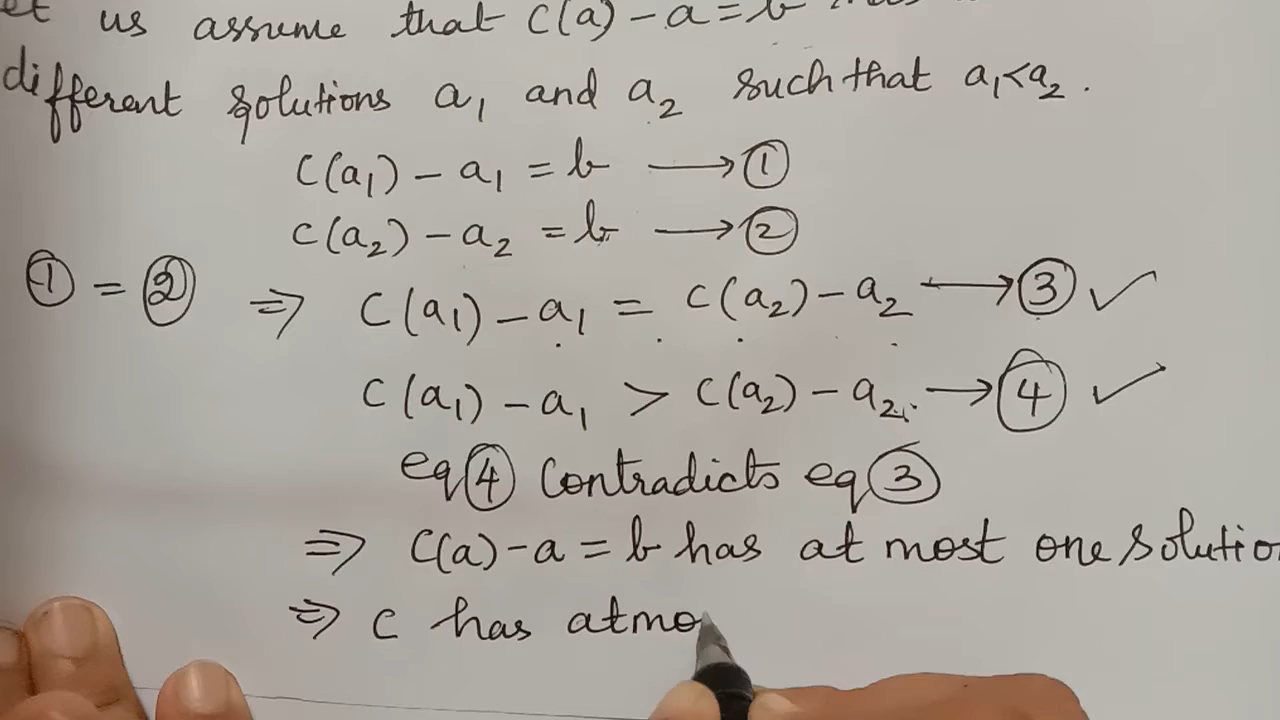 us assume that C(a) - a = b
different solutions a₁ and a₂ such that a₁<a₂.
C(a₁) - a₁ = b ⟶ ①
C(a₂) - a₂ = b ⟶ ②
① = ② ⇒ C(a₁) - a₁ = C(a₂) - a₂ ⟶ ③ ✓
C(a₁) - a₁ > C(a₂) - a₂. ⟶ ④ ✓
eq ④ Contradicts eq ③
⇒ C(a) - a = b has at most one solutio
⇒ C has atmo